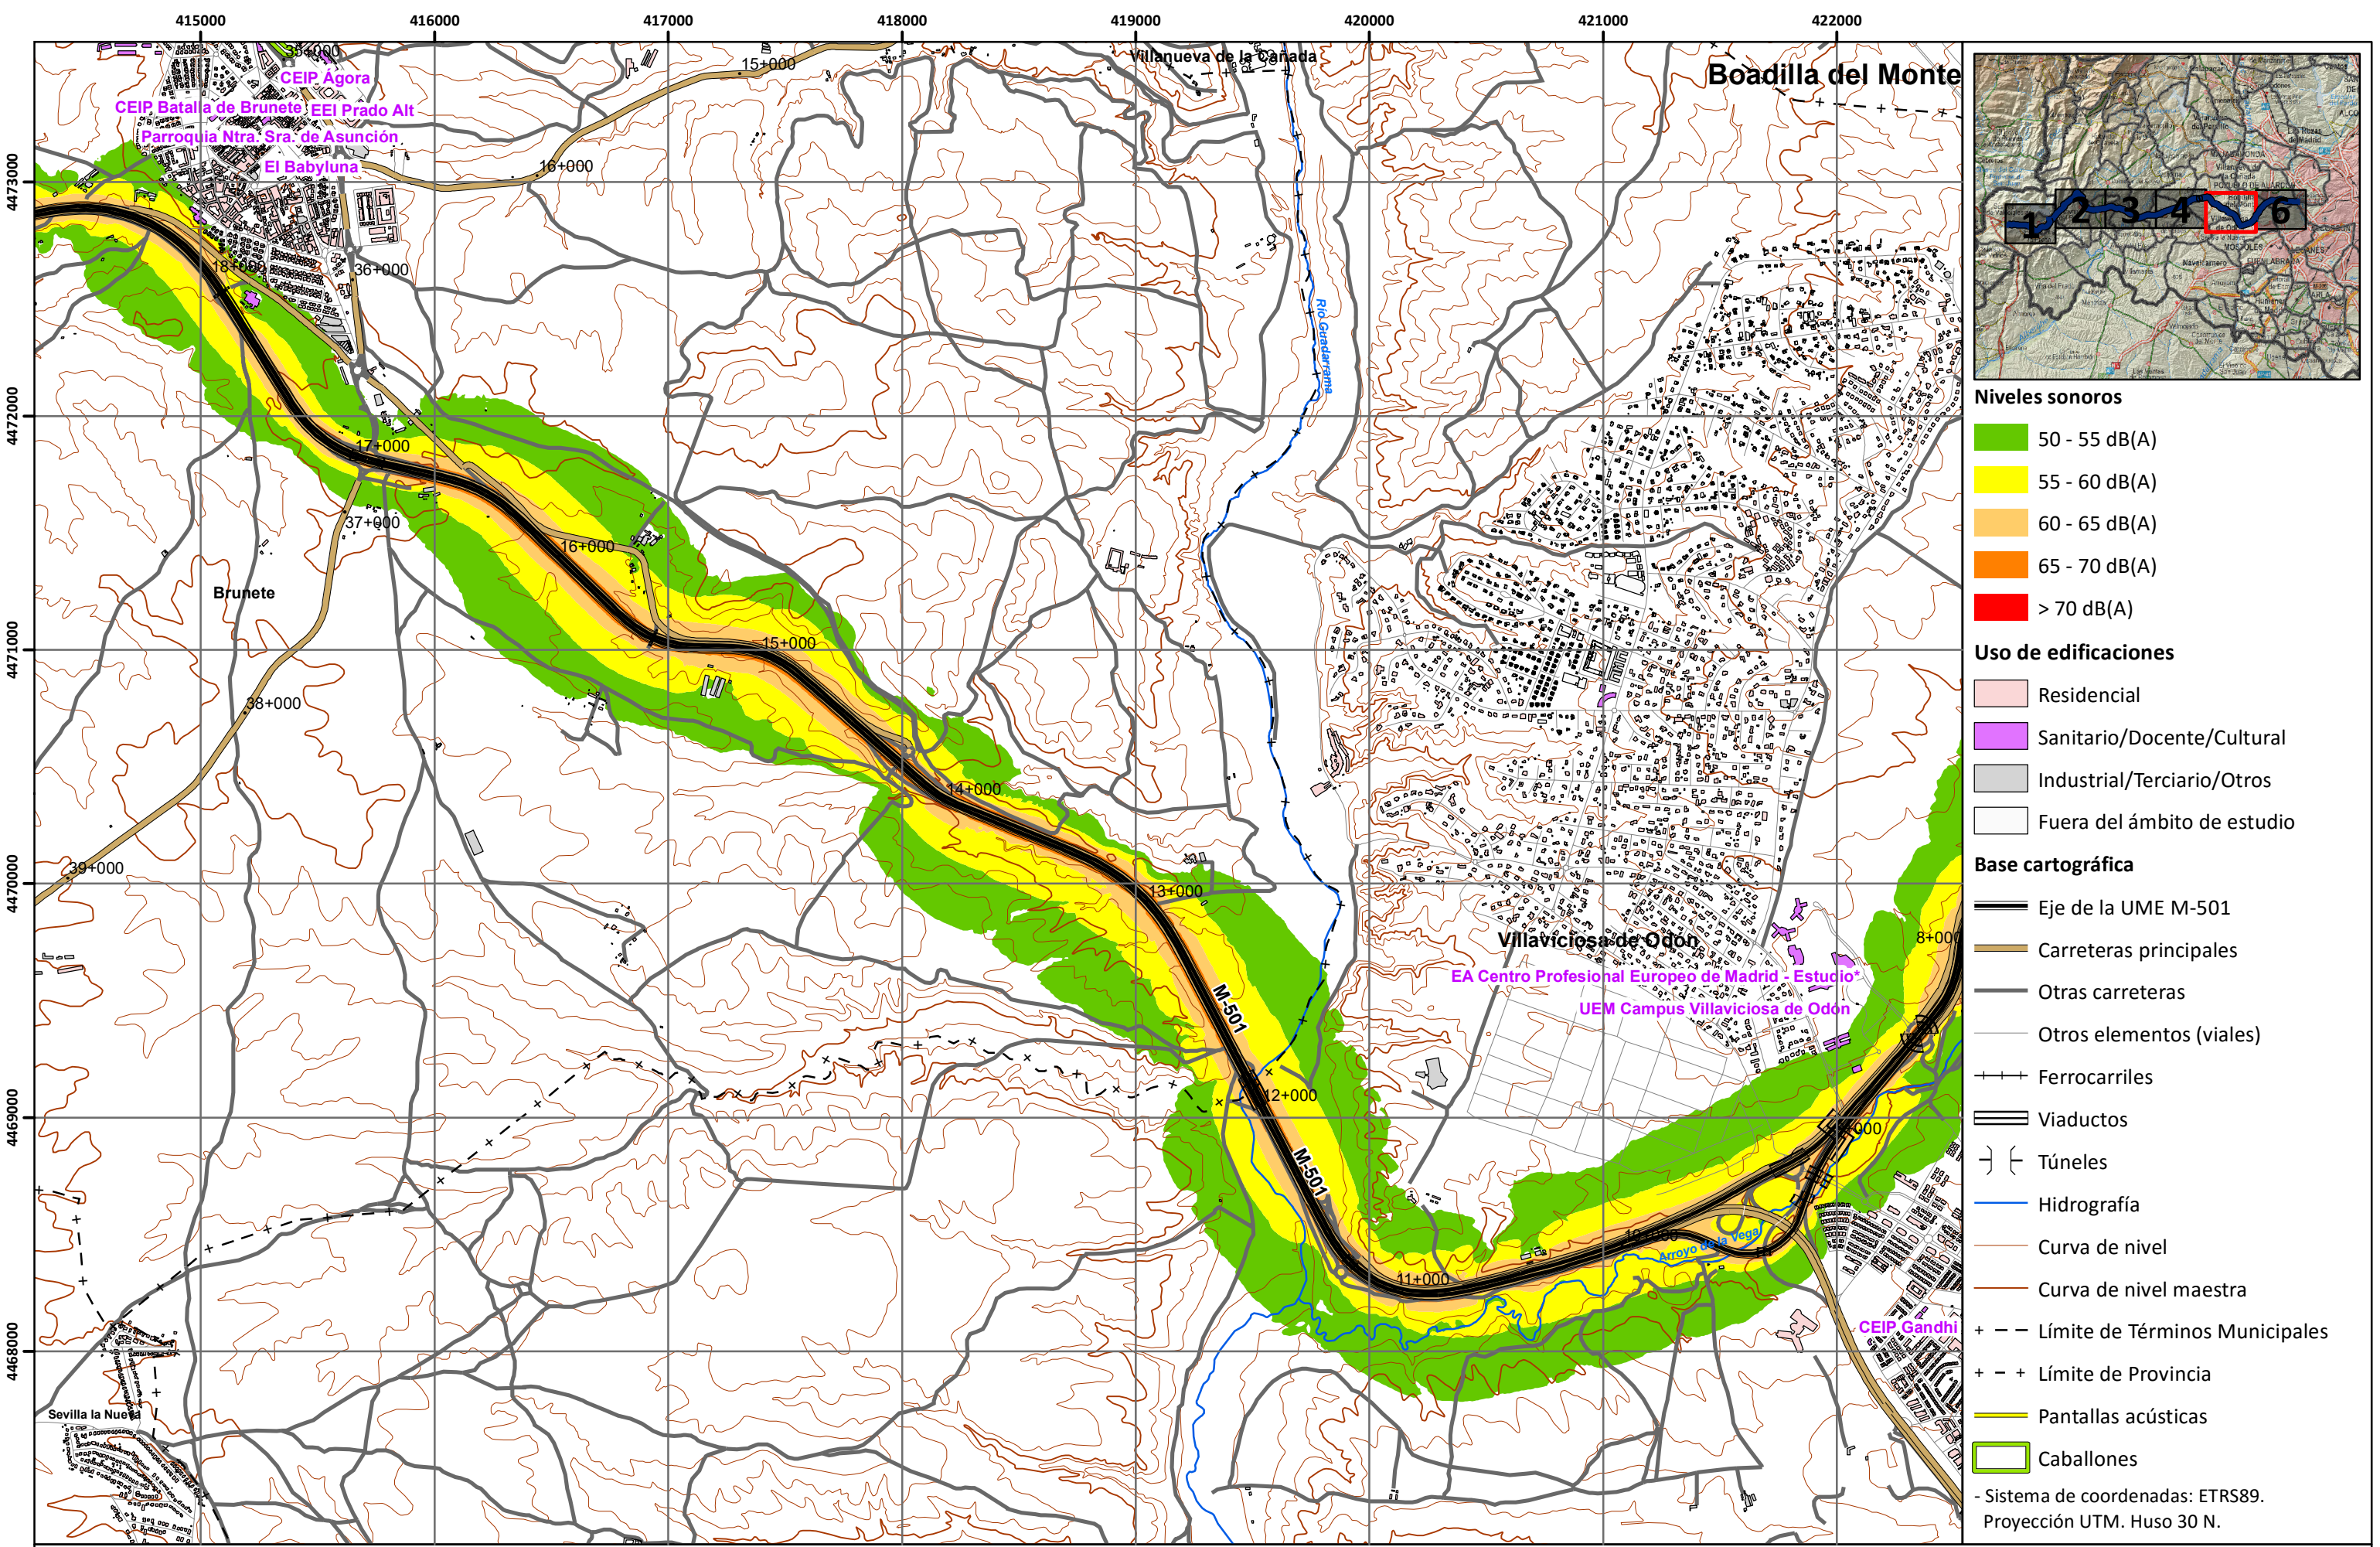 415000 416000 417000 418000 419000 420000 421000 422000
4473000
4472000
4471000
4470000
4469000
4468000
35+000
CEIP Ágora
CEIP Batalla de Brunete EEI Prado Alt
Parroquia Ntra. Sra. de Asunción
EI Babyluna
15+000
16+000
Villanueva de la Cañada
Boadilla del Monte
18+000
36+000
Río Guadarrama
17+000
37+000
16+000
Brunete
15+000
38+000
14+000
39+000
13+000
Villaviciosa de Odón
8+000
EA Centro Profesional Europeo de Madrid - Estudio*
UEM Campus Villaviciosa de Odón
M-501
12+000
M-501
10+000
Arroyo de la Vega
11+000
CEIP Gandhi
Sevilla la Nueva
1 2 3 4 6
Niveles sonoros
50 - 55 dB(A)
55 - 60 dB(A)
60 - 65 dB(A)
65 - 70 dB(A)
> 70 dB(A)
Uso de edificaciones
Residencial
Sanitario/Docente/Cultural
Industrial/Terciario/Otros
Fuera del ámbito de estudio
Base cartográfica
Eje de la UME M-501
Carreteras principales
Otras carreteras
Otros elementos (viales)
Ferrocarriles
Viaductos
Túneles
Hidrografía
Curva de nivel
Curva de nivel maestra
Límite de Términos Municipales
Límite de Provincia
Pantallas acústicas
Caballones
- Sistema de coordenadas: ETRS89.
Proyección UTM. Huso 30 N.